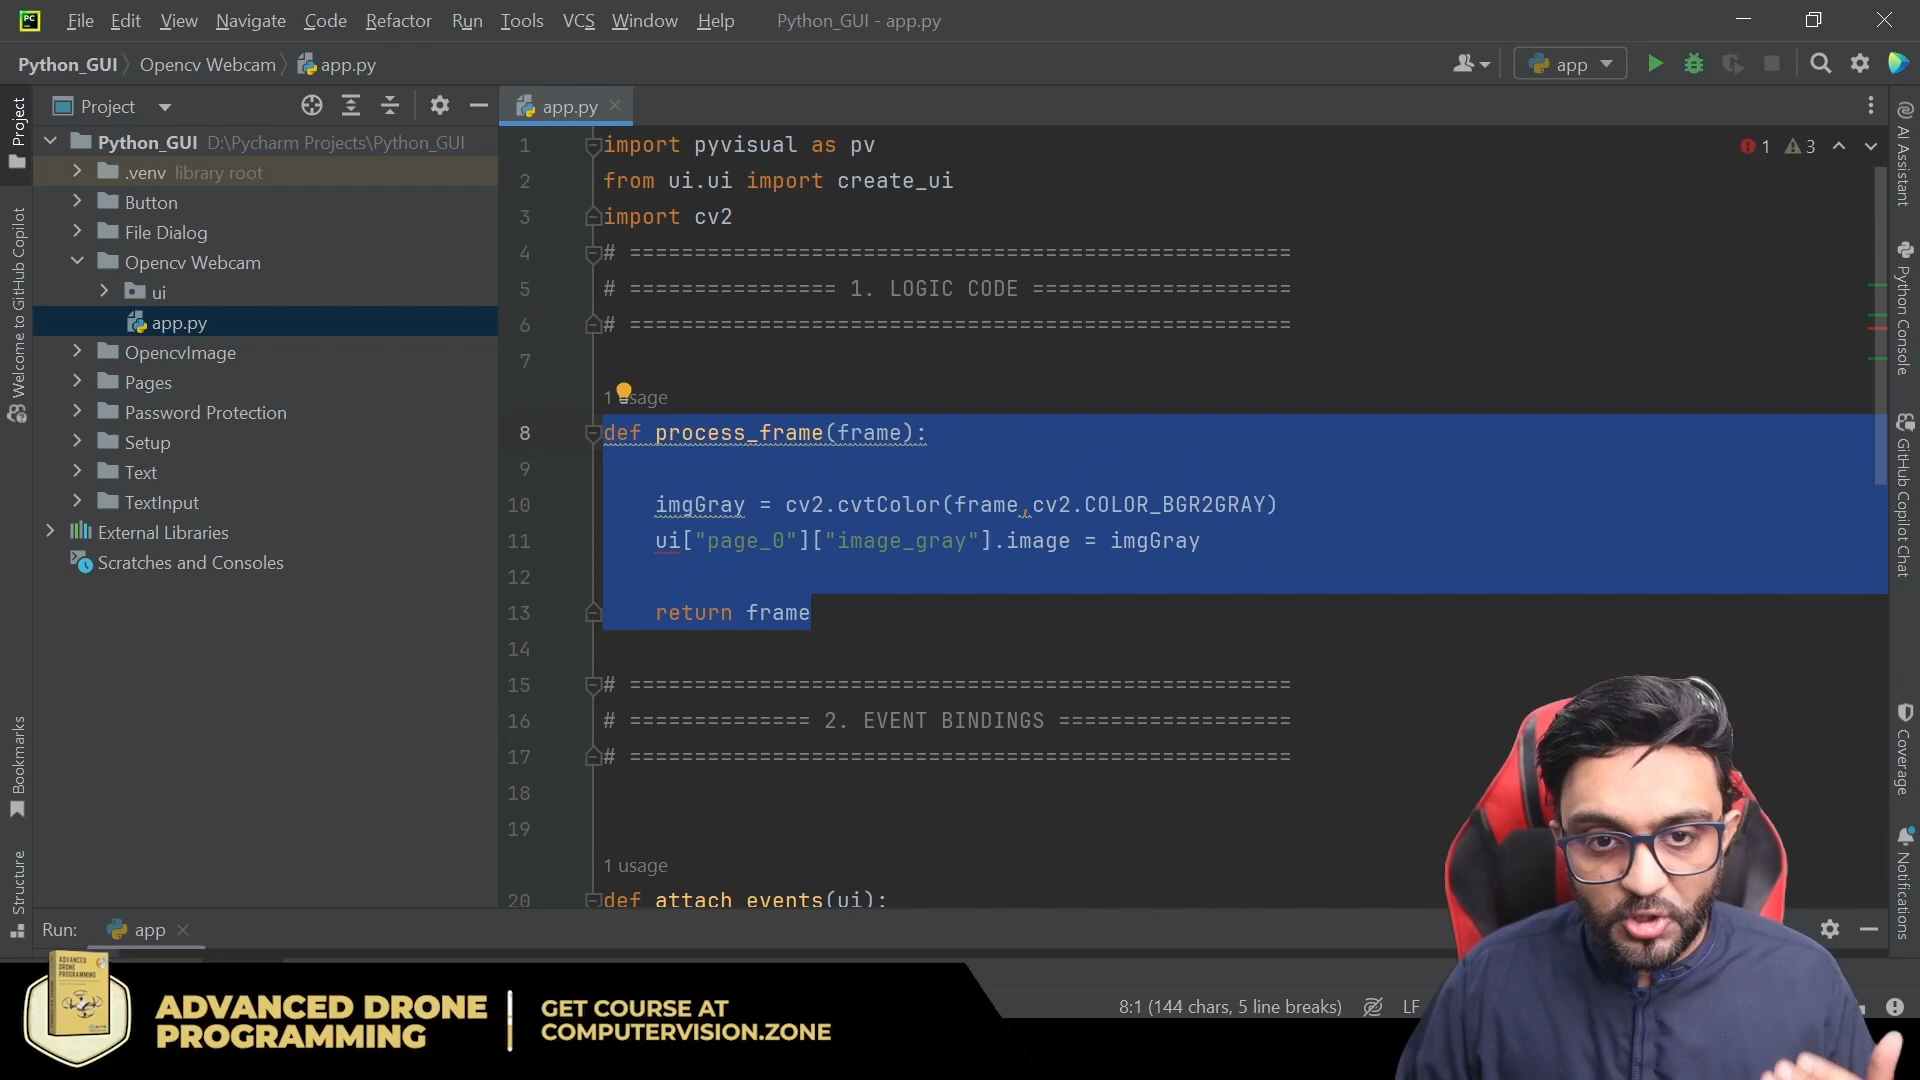 PC File Edit View Navigate Code Refactor Run Tools VCS Window Help Python_GUI - app.py
Python_GUI Opencv Webcam app.py app
Project
app.py
Python_GUI D:\Pycharm Projects\Python_GUI
.venv library root
Button
File Dialog
Opencv Webcam
ui
app.py
OpencvImage
Pages
Password Protection
Setup
Text
TextInput
External Libraries
Scratches and Consoles
Project
Welcome to GitHub Copilot
Bookmarks
Structure
1 import pyvisual as pv
2 from ui.ui import create_ui
3 import cv2
4 # ===================================================
5 # ================ 1. LOGIC CODE ====================
6 # ===================================================
7
1 usage
8 def process_frame(frame):
9
10 imgGray = cv2.cvtColor(frame,cv2.COLOR_BGR2GRAY)
11 ui["page_0"]["image_gray"].image = imgGray
12
13 return frame
14
15 # ===================================================
16 # ============== 2. EVENT BINDINGS ==================
17 # ===================================================
18
19
1 usage
20 def attach_events(ui):
1 3
AI Assistant
Python Console
GitHub Copilot Chat
Coverage
Notifications
Run: app
8:1 (144 chars, 5 line breaks) LF
ADVANCED DRONE PROGRAMMING
ADVANCED DRONE
PROGRAMMING
GET COURSE AT
COMPUTERVISION.ZONE